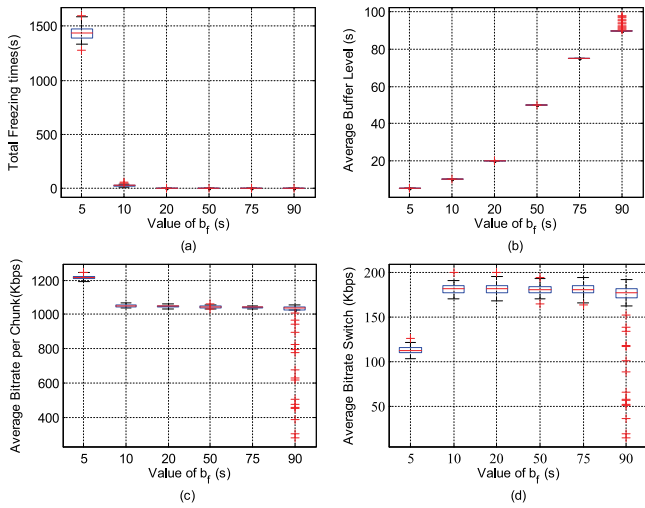 Total Freezing times(s)
1500
1000
500
0
5 10 20 50 75 90
Value of b_f (s)
(a)
Average Buffer Level (s)
100
80
60
40
20
5 10 20 50 75 90
Value of b_f (s)
(b)
Average Bitrate per Chunk(Kbps)
1200
1000
800
600
400
5 10 20 50 75 90
Value of b_f (s)
(c)
Average Bitrate Switch (Kbps)
200
150
100
50
5 10 20 50 75 90
Value of b_f (s)
(d)